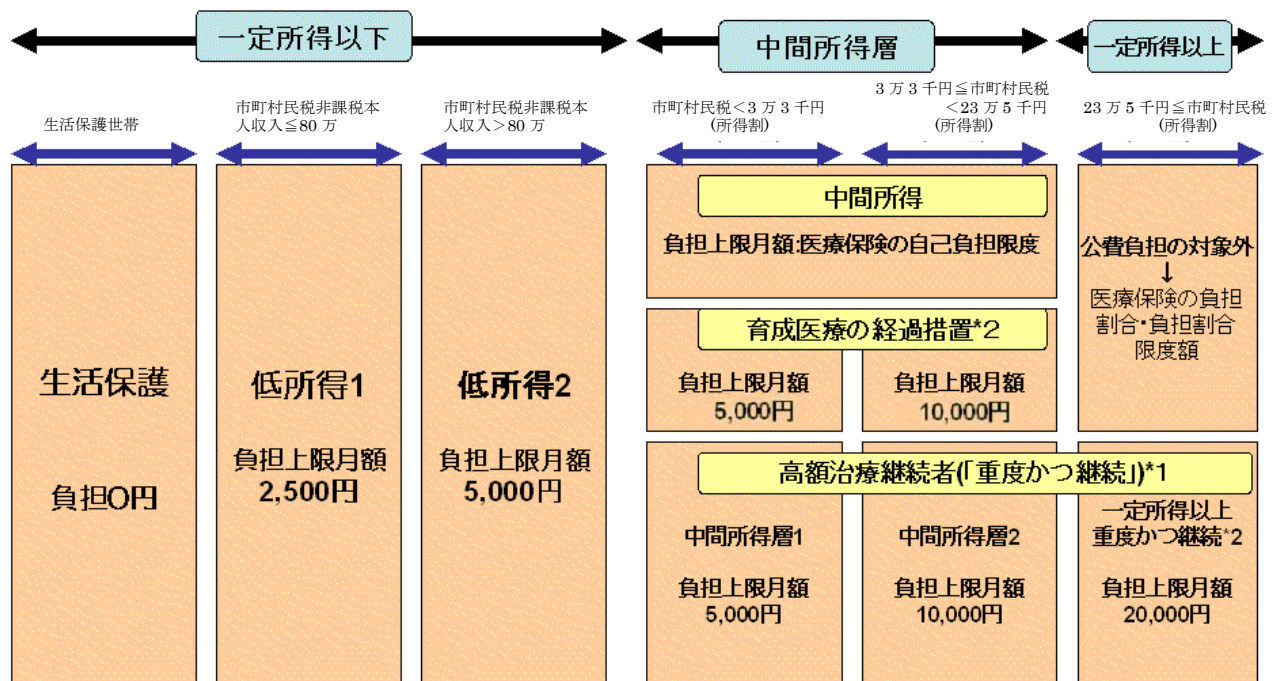 一定所得以下
中間所得層
一定所得以上
生活保護世帯
市町村民税非課税本
人収入≦80 万
市町村民税非課税本
人収入＞80 万
市町村民税＜3 万 3 千円
(所得割)
3 万 3 千円≦市町村民税
＜23 万 5 千円
(所得割)
23 万 5 千円≦市町村民税
(所得割)
生活保護
負担0円
低所得1
負担上限月額
2,500円
低所得2
負担上限月額
5,000円
中間所得
負担上限月額:医療保険の自己負担限度
育成医療の経過措置*2
負担上限月額
5,000円
負担上限月額
10,000円
公費負担の対象外
↓
医療保険の負担
割合・負担割合
限度額
高額治療継続者(「重度かつ継続」)*1
中間所得層1
負担上限月額
5,000円
中間所得層2
負担上限月額
10,000円
一定所得以上
重度かつ継続*2
負担上限月額
20,000円